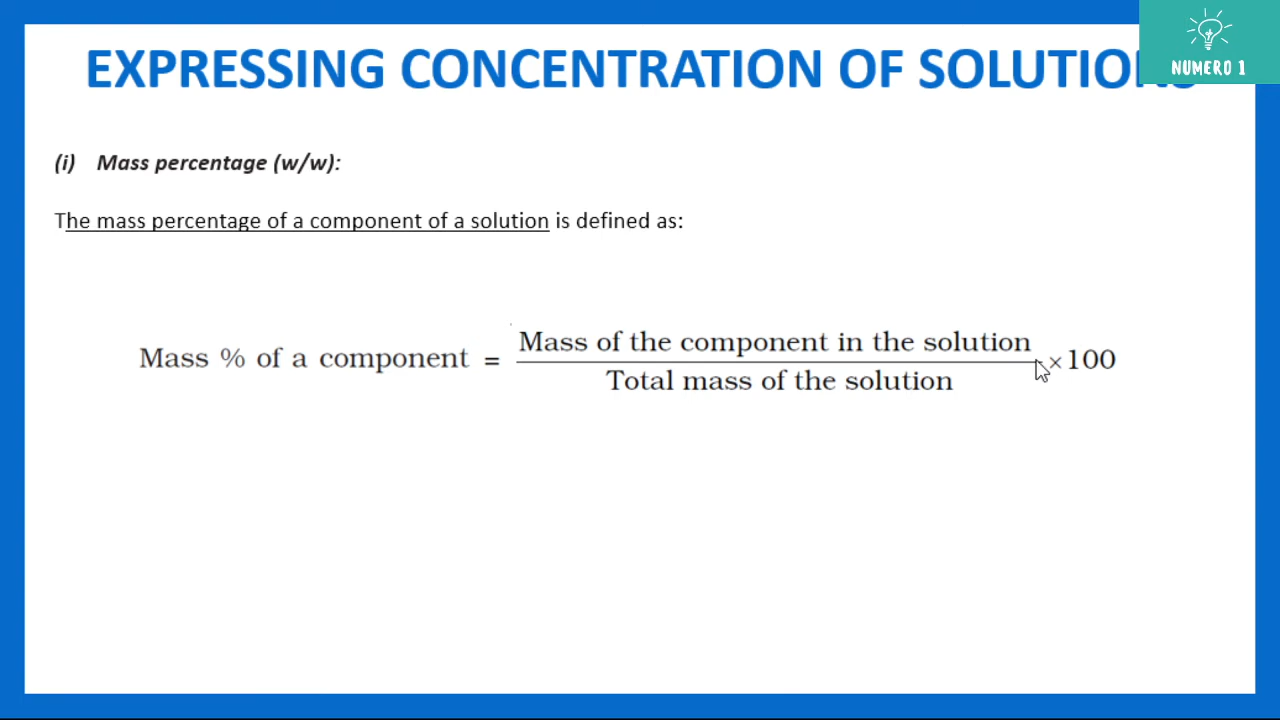 EXPRESSING CONCENTRATION OF SOLUTIONS
NUMERO 1
(i) Mass percentage (w/w):
The mass percentage of a component of a solution is defined as:
Mass % of a component = Mass of the component in the solution ×100
Total mass of the solution